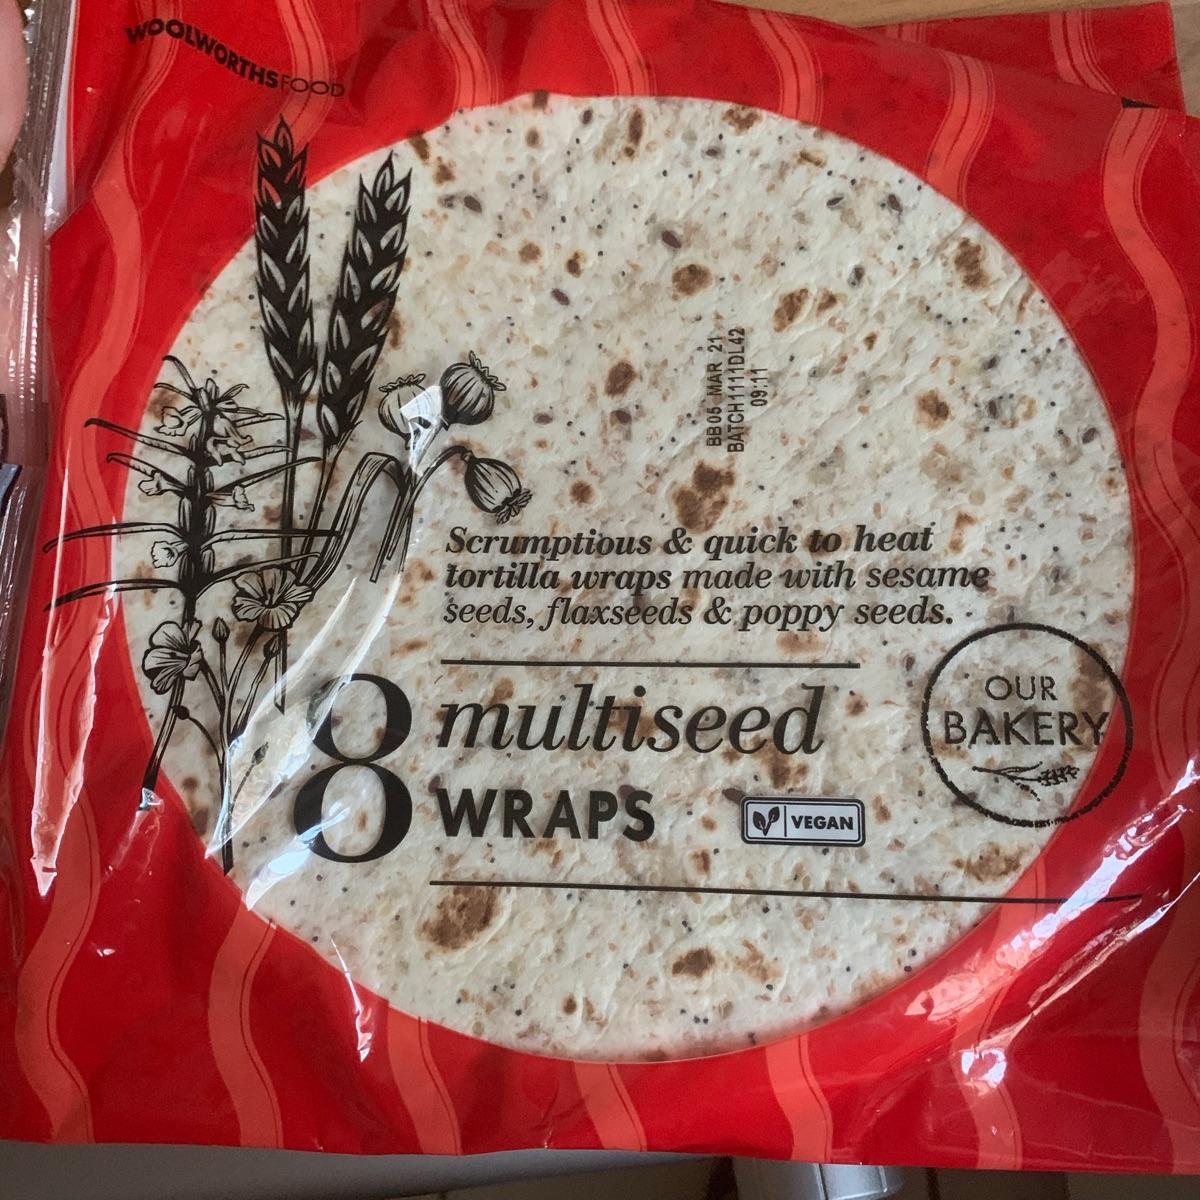 WOOLWORTHSFOOD
BB05 MAR 21
BATCH1111DL42
09:11
Scrumptious & quick to heat
tortilla wraps made with sesame
seeds, flaxseeds & poppy seeds.
8 multiseed
WRAPS
VEGAN
OUR
BAKERY